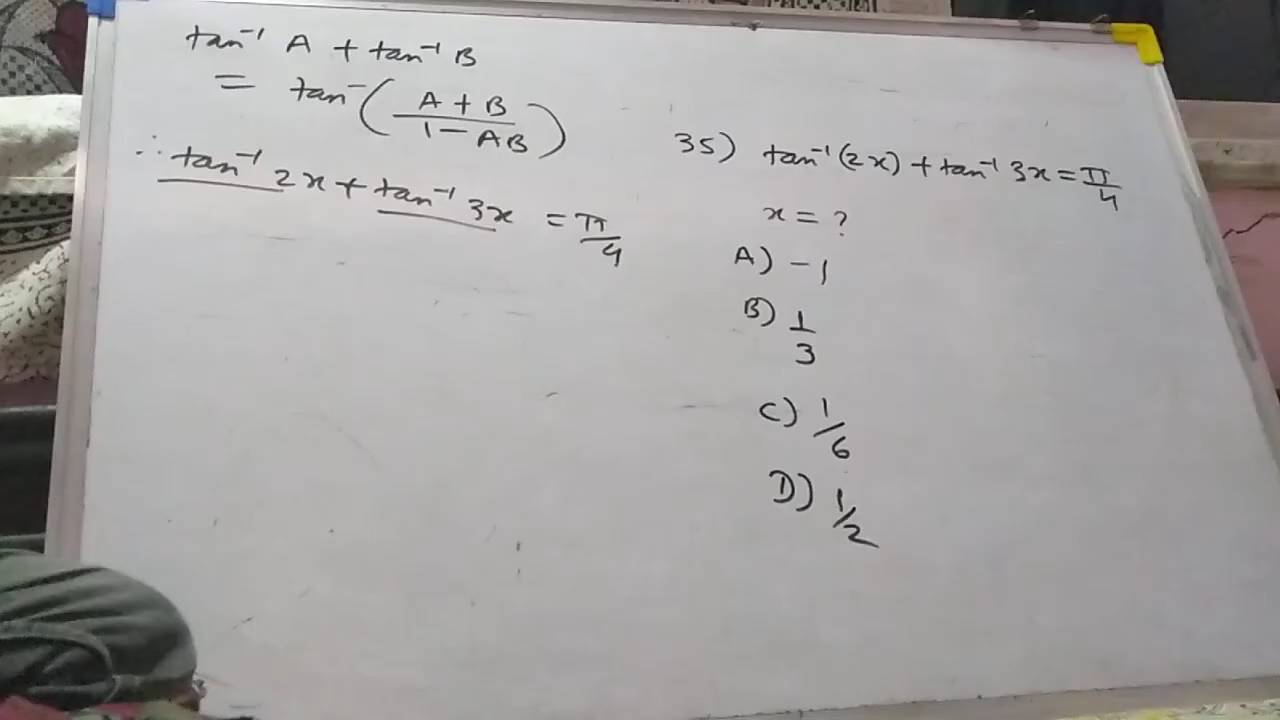 tan⁻¹ A + tan⁻¹ B
= tan⁻ ( A + B / 1 - AB )
∴ tan⁻¹ 2x + tan⁻¹ 3x = π/4
35) tan⁻¹ (2x) + tan⁻¹ 3x = π/4
x = ?
A) -1
B) 1/3
C) 1/6
D) 1/2